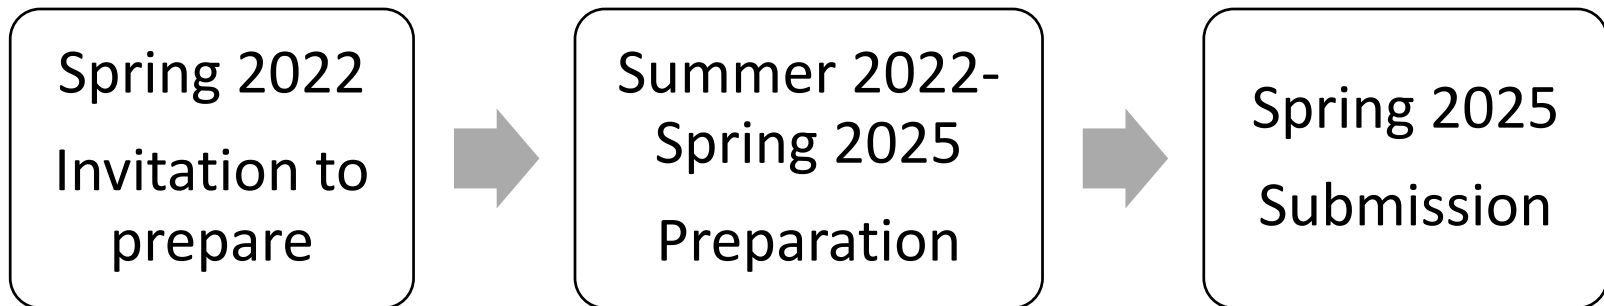 Spring 2022
Invitation to
prepare
Summer 2022-
Spring 2025
Preparation
Spring 2025
Submission